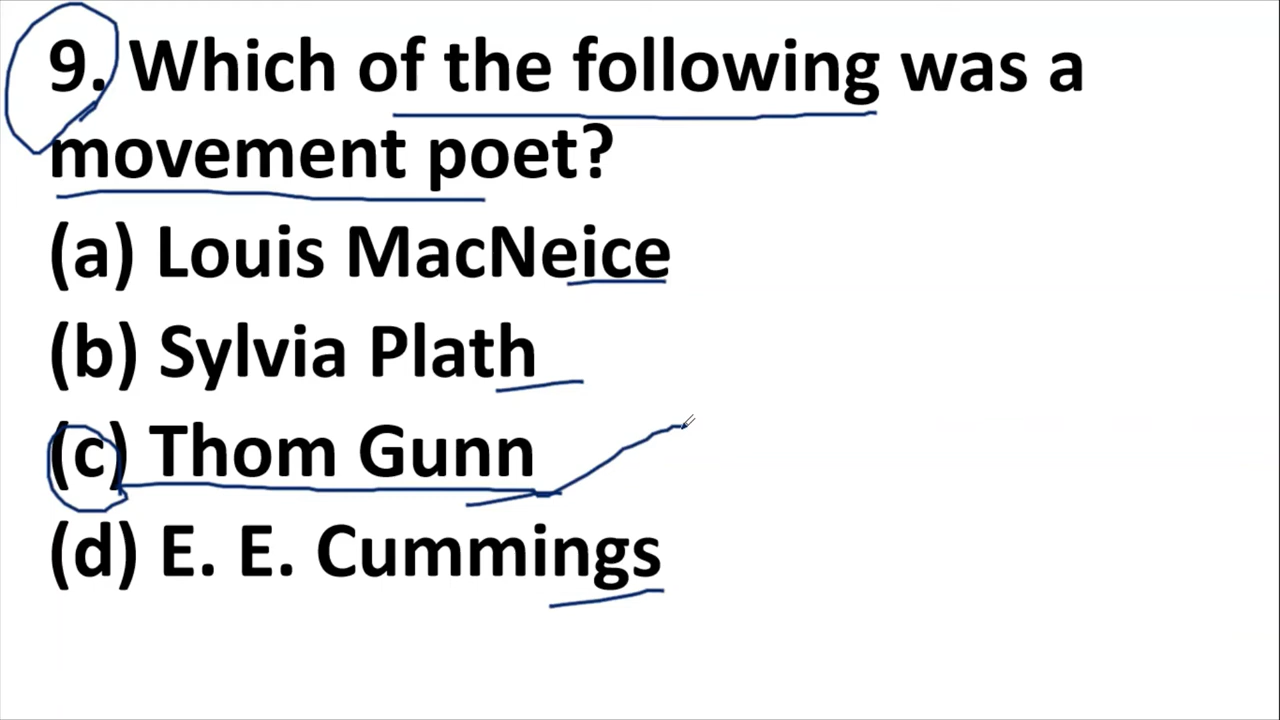 9. Which of the following was a
movement poet?
(a) Louis MacNeice
(b) Sylvia Plath
(c) Thom Gunn
(d) E. E. Cummings